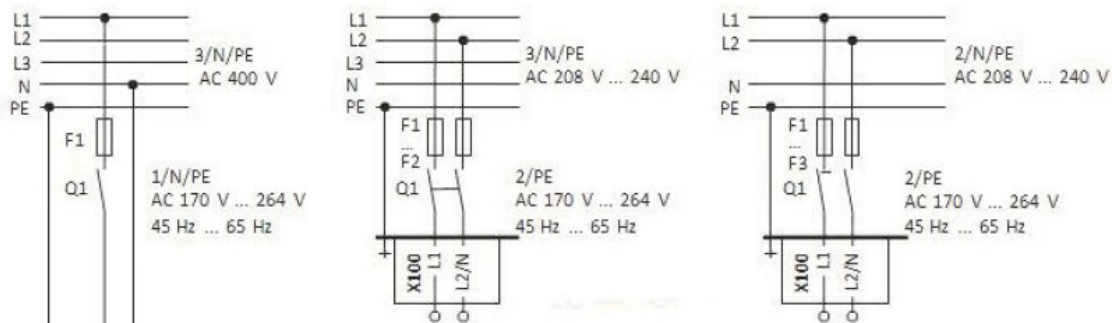 L1
L2
L3
N
PE
3/N/PE
AC 400 V
F1
Q1
1/N/PE
AC 170 V ... 264 V
45 Hz ... 65 Hz
L1
L2
L3
N
PE
3/N/PE
AC 208 V ... 240 V
F1
...
F2
Q1
2/PE
AC 170 V ... 264 V
45 Hz ... 65 Hz
X100
L1
L2/N
L1
L2
N
PE
2/N/PE
AC 208 V ... 240 V
F1
...
F3
Q1
2/PE
AC 170 V ... 264 V
45 Hz ... 65 Hz
X100
L1
L2/N